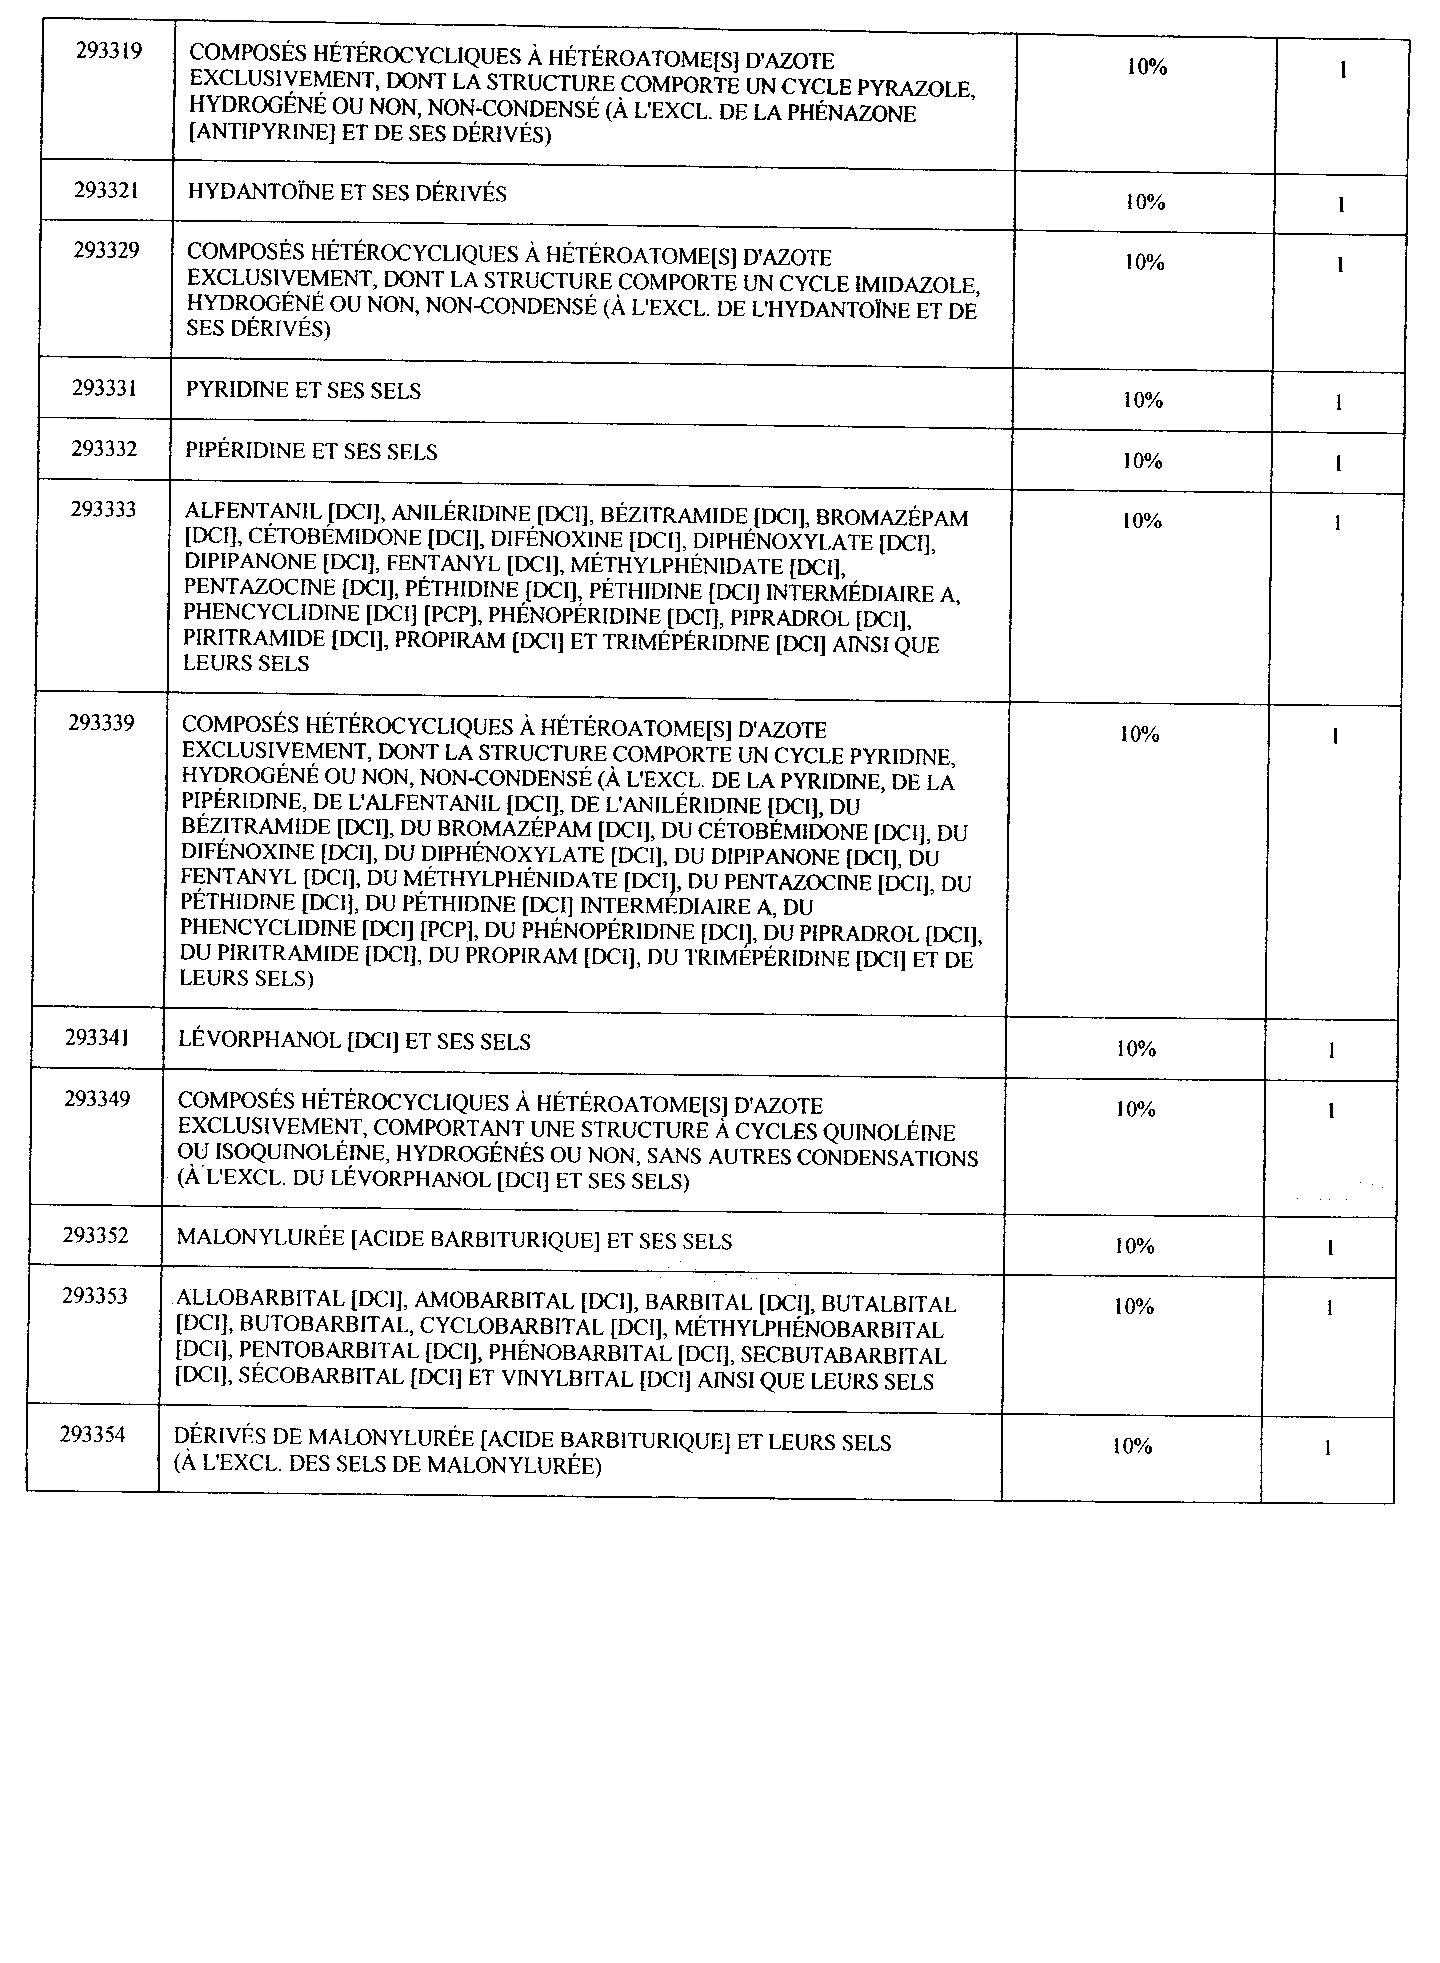 293319 COMPOSÉS HÉTÉROCYCLIQUES À HÉTÉROATOME[S] D'AZOTE 10% 1
EXCLUSIVEMENT, DONT LA STRUCTURE COMPORTE UN CYCLE PYRAZOLE,
HYDROGÉNÉ OU NON, NON-CONDENSÉ (À L'EXCL. DE LA PHÉNAZONE
[ANTIPYRINE] ET DE SES DÉRIVÉS)
293321 HYDANTOÏNE ET SES DÉRIVÉS 10% 1
293329 COMPOSÉS HÉTÉROCYCLIQUES À HÉTÉROATOME[S] D'AZOTE 10% 1
EXCLUSIVEMENT, DONT LA STRUCTURE COMPORTE UN CYCLE IMIDAZOLE,
HYDROGÉNÉ OU NON, NON-CONDENSÉ (À L'EXCL. DE L'HYDANTOÏNE ET DE
SES DÉRIVÉS)
293331 PYRIDINE ET SES SELS 10% 1
293332 PIPÉRIDINE ET SES SELS 10% 1
293333 ALFENTANIL [DCI], ANILÉRIDINE [DCI], BÉZITRAMIDE [DCI], BROMAZÉPAM 10% 1
[DCI], CÉTOBÉMIDONE [DCI], DIFÉNOXINE [DCI], DIPHÉNOXYLATE [DCI],
DIPIPANONE [DCI], FENTANYL [DCI], MÉTHYLPHÉNIDATE [DCI],
PENTAZOCINE [DCI], PÉTHIDINE [DCI], PÉTHIDINE [DCI] INTERMÉDIAIRE A,
PHENCYCLIDINE [DCI] [PCP], PHÉNOPÉRIDINE [DCI], PIPRADROL [DCI],
PIRITRAMIDE [DCI], PROPIRAM [DCI] ET TRIMÉPÉRIDINE [DCI] AINSI QUE
LEURS SELS
293339 COMPOSÉS HÉTÉROCYCLIQUES À HÉTÉROATOME[S] D'AZOTE 10% 1
EXCLUSIVEMENT, DONT LA STRUCTURE COMPORTE UN CYCLE PYRIDINE,
HYDROGÉNÉ OU NON, NON-CONDENSÉ (À L'EXCL. DE LA PYRIDINE, DE LA
PIPÉRIDINE, DE L'ALFENTANIL [DCI], DE L'ANILÉRIDINE [DCI], DU
BÉZITRAMIDE [DCI], DU BROMAZÉPAM [DCI], DU CÉTOBÉMIDONE [DCI], DU
DIFÉNOXINE [DCI], DU DIPHÉNOXYLATE [DCI], DU DIPIPANONE [DCI], DU
FENTANYL [DCI], DU MÉTHYLPHÉNIDATE [DCI], DU PENTAZOCINE [DCI], DU
PÉTHIDINE [DCI], DU PÉTHIDINE [DCI] INTERMÉDIAIRE A, DU
PHENCYCLIDINE [DCI] [PCP], DU PHÉNOPÉRIDINE [DCI], DU PIPRADROL [DCI],
DU PIRITRAMIDE [DCI], DU PROPIRAM [DCI], DU TRIMÉPÉRIDINE [DCI] ET DE
LEURS SELS)
293341 LÉVORPHANOL [DCI] ET SES SELS 10% 1
293349 COMPOSÉS HÉTÉROCYCLIQUES À HÉTÉROATOME[S] D'AZOTE 10% 1
EXCLUSIVEMENT, COMPORTANT UNE STRUCTURE À CYCLES QUINOLÉINE
OU ISOQUINOLÉINE, HYDROGÉNÉS OU NON, SANS AUTRES CONDENSATIONS
(À L'EXCL. DU LÉVORPHANOL [DCI] ET SES SELS)
293352 MALONYLURÉE [ACIDE BARBITURIQUE] ET SES SELS 10% 1
293353 ALLOBARBITAL [DCI], AMOBARBITAL [DCI], BARBITAL [DCI], BUTALBITAL 10% 1
[DCI], BUTOBARBITAL, CYCLOBARBITAL [DCI], MÉTHYLPHÉNOBARBITAL
[DCI], PENTOBARBITAL [DCI], PHÉNOBARBITAL [DCI], SECBUTABARBITAL
[DCI], SÉCOBARBITAL [DCI] ET VINYLBITAL [DCI] AINSI QUE LEURS SELS
293354 DÉRIVÉS DE MALONYLURÉE [ACIDE BARBITURIQUE] ET LEURS SELS 10% 1
(À L'EXCL. DES SELS DE MALONYLURÉE)